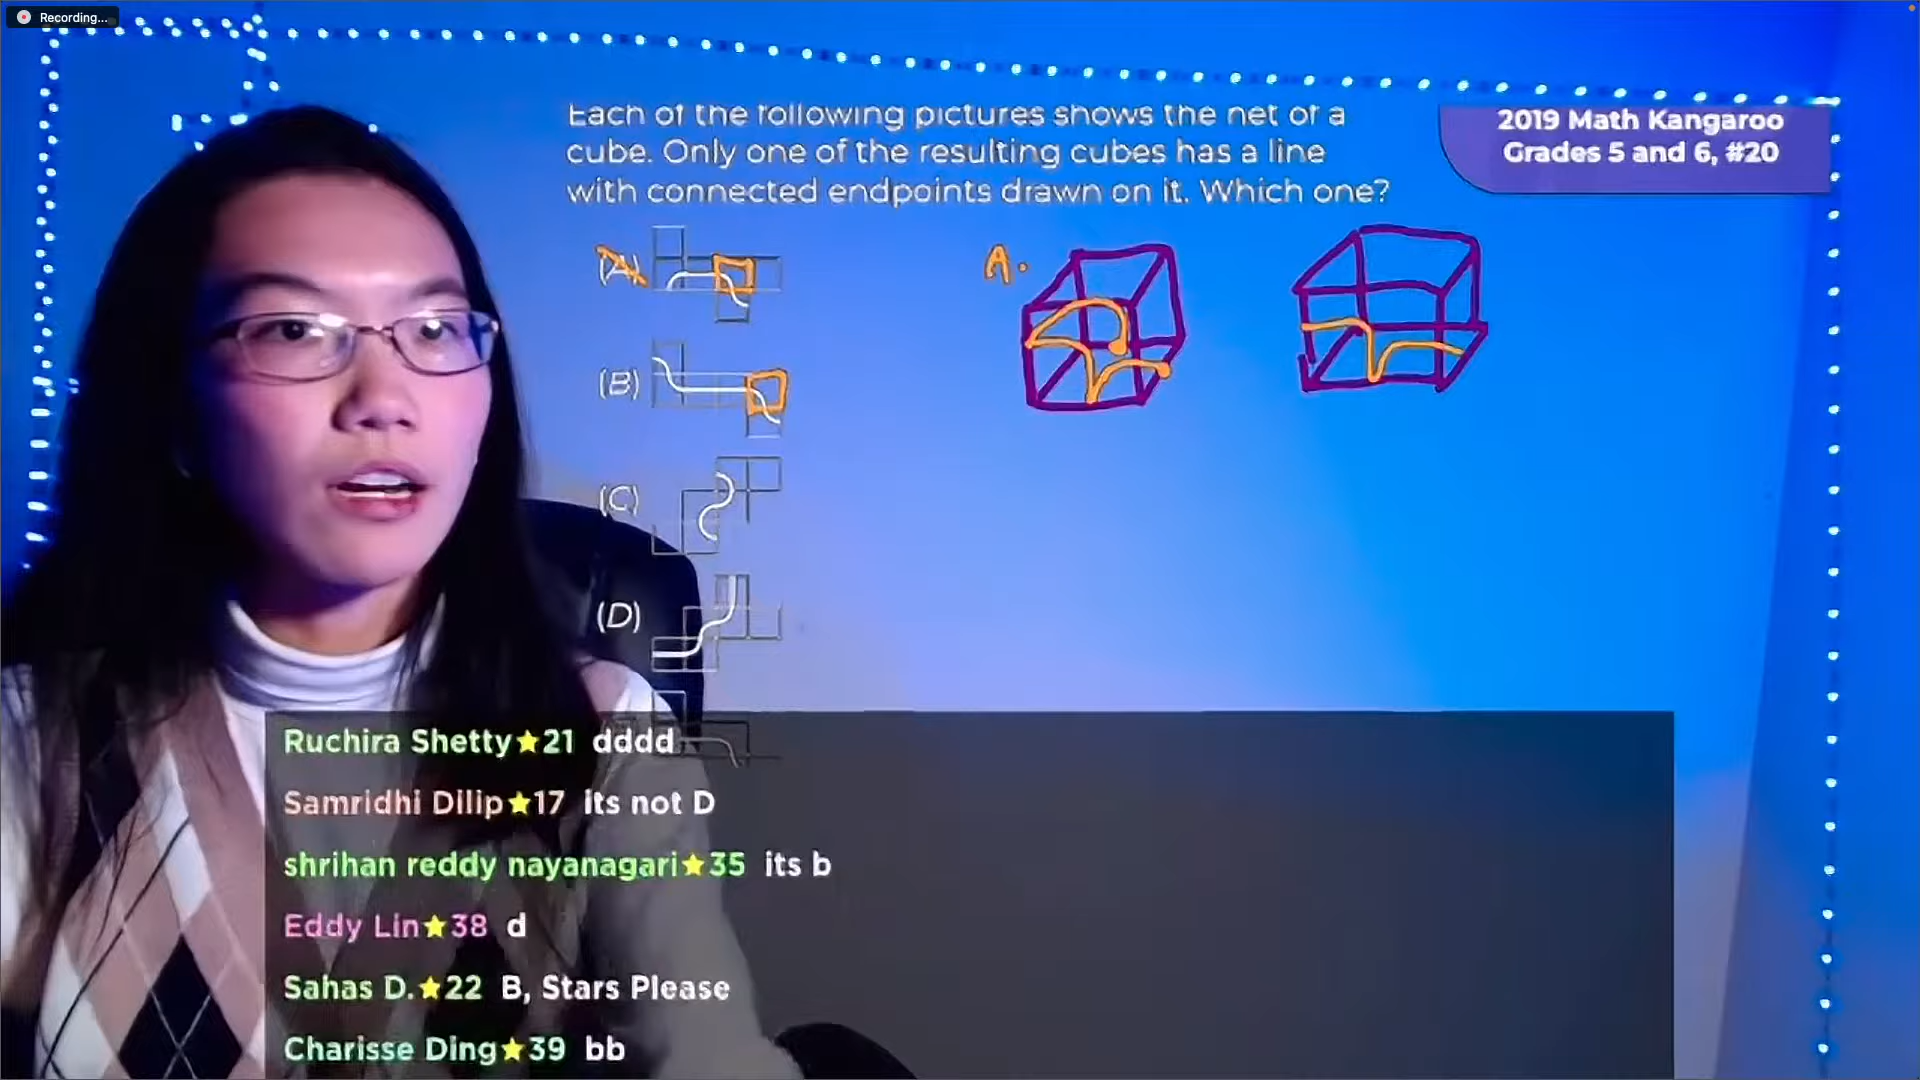 Recording...
Each of the following pictures shows the net of a
cube. Only one of the resulting cubes has a line
with connected endpoints drawn on it. Which one?
2019 Math Kangaroo
Grades 5 and 6, #20
(A)
A.
(B)
(C)
(D)
Ruchira Shetty★21 dddd
Samridhi Dilip★17 its not D
shrihan reddy nayanagari★35 its b
Eddy Lin★38 d
Sahas D.★22 B, Stars Please
Charisse Ding★39 bb